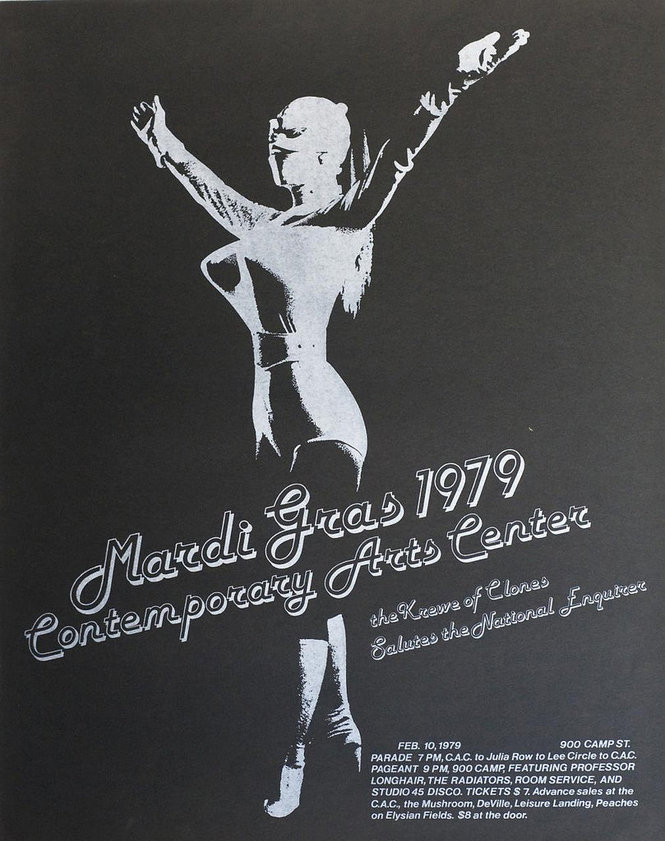 Mardi Gras 1979
Contemporary Arts Center
the Krewe of Clones
Salutes the National Enquirer
FEB. 10, 1979 900 CAMP ST.
PARADE 7 PM, C.A.C. to Julia Row to Lee Circle to C.A.C.
PAGEANT 9 PM, 900 CAMP, FEATURING PROFESSOR
LONGHAIR, THE RADIATORS, ROOM SERVICE, AND
STUDIO 45 DISCO. TICKETS $ 7. Advance sales at the
C.A.C., the Mushroom, DeVille, Leisure Landing, Peaches
on Elysian Fields. $8 at the door.